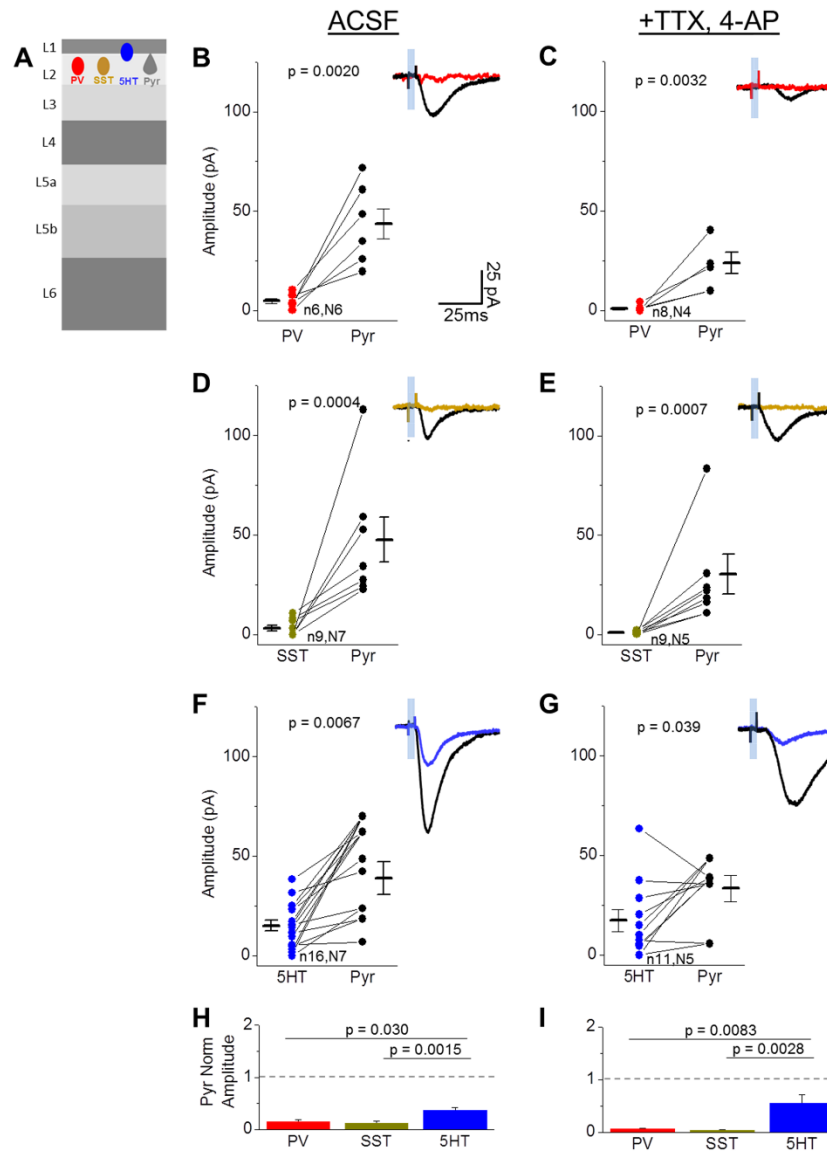 ACSF
+TTX, 4-AP
A
L1
L2
L3
L4
L5a
L5b
L6
PV SST 5HT Pyr
B
p = 0.0020
Amplitude (pA)
100
50
0
n6,N6
PV Pyr
25 pA
25ms
C
p = 0.0032
100
50
0
n8,N4
PV Pyr
D
p = 0.0004
Amplitude (pA)
100
50
0
n9,N7
SST Pyr
E
p = 0.0007
100
50
0
n9,N5
SST Pyr
F
p = 0.0067
Amplitude (pA)
100
50
0
n16,N7
5HT Pyr
G
p = 0.039
100
50
0
n11,N5
5HT Pyr
H
Pyr Norm
Amplitude
2
1
0
p = 0.030
p = 0.0015
PV SST 5HT
I
2
1
0
p = 0.0083
p = 0.0028
PV SST 5HT